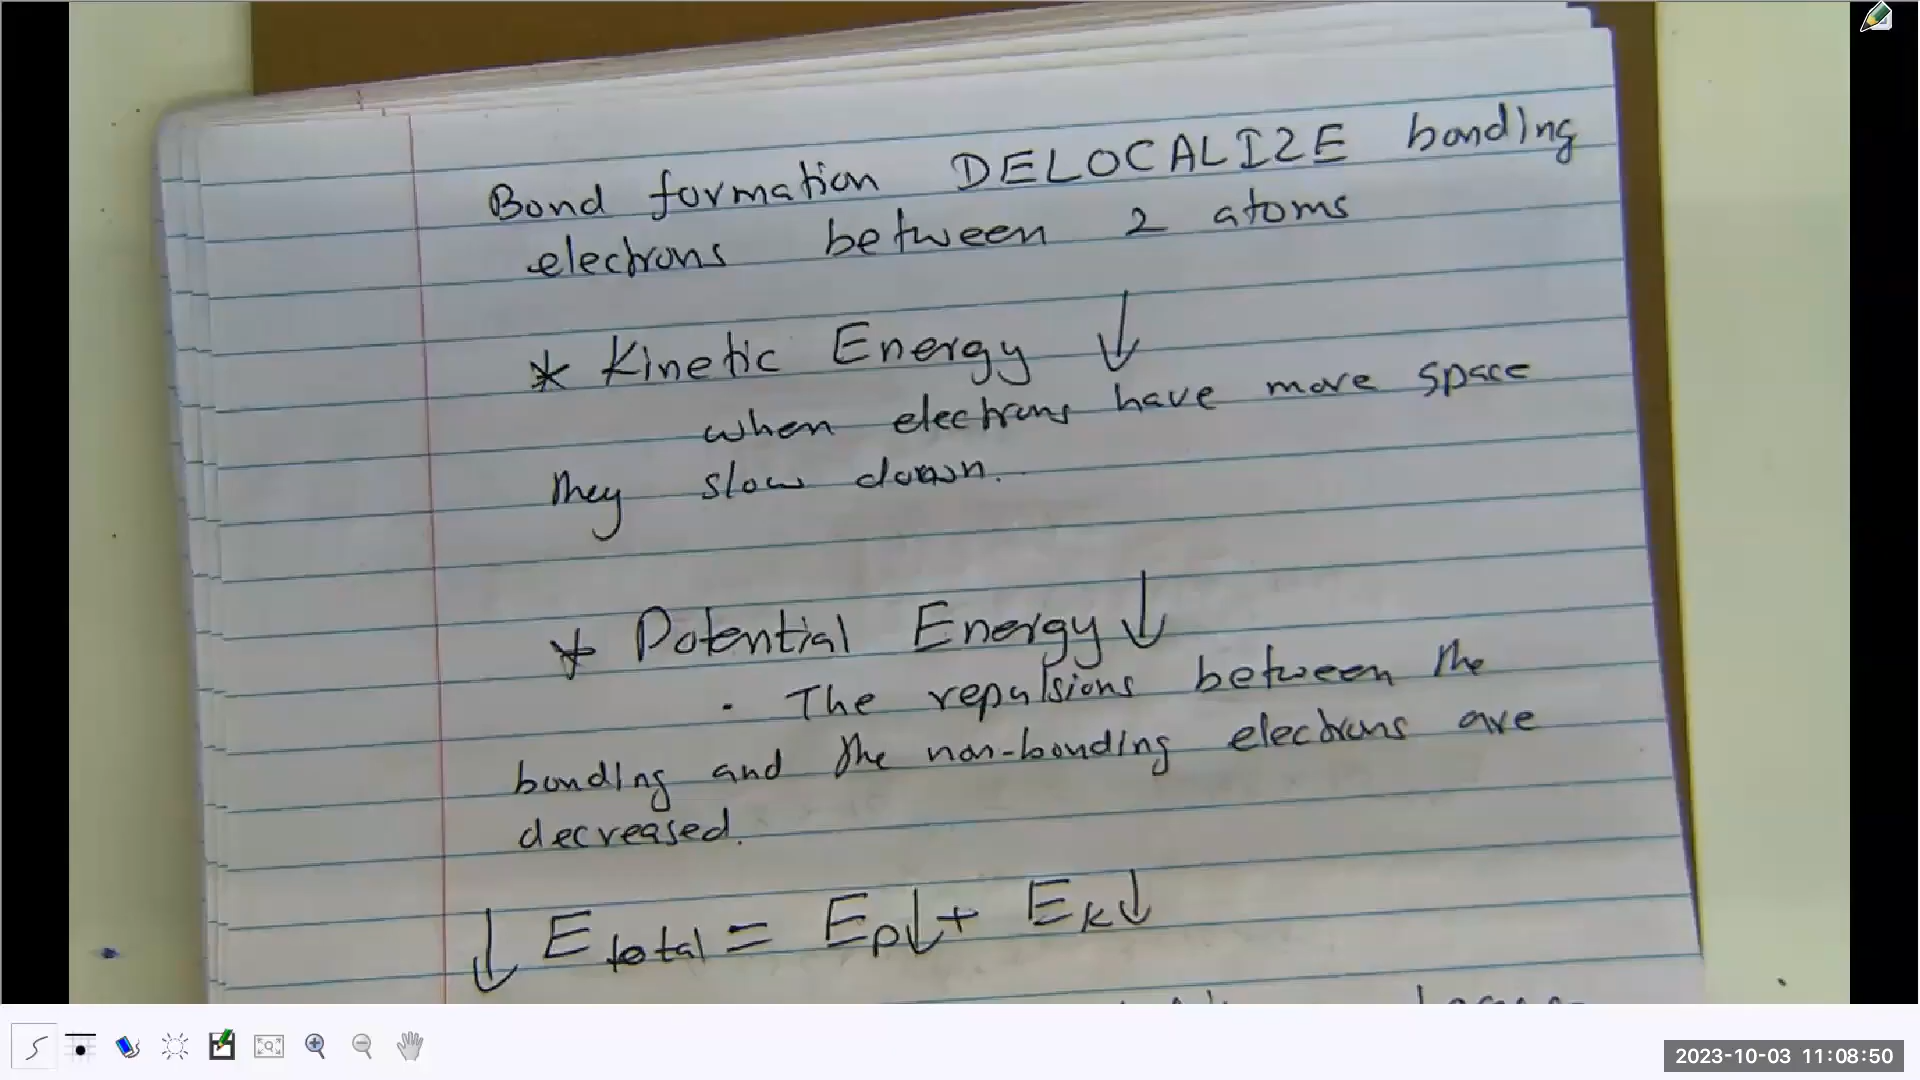 Bond formation DELOCALIZE bonding
electrons between 2 atoms
* Kinetic Energy ↓
when electrons have more space
they slow down.
* Potential Energy ↓
· The repulsions between the
bonding and the non-bonding electrons are
decreased.
↓ E total = Ep↓ + Ek↓
2023-10-03 11:08:50